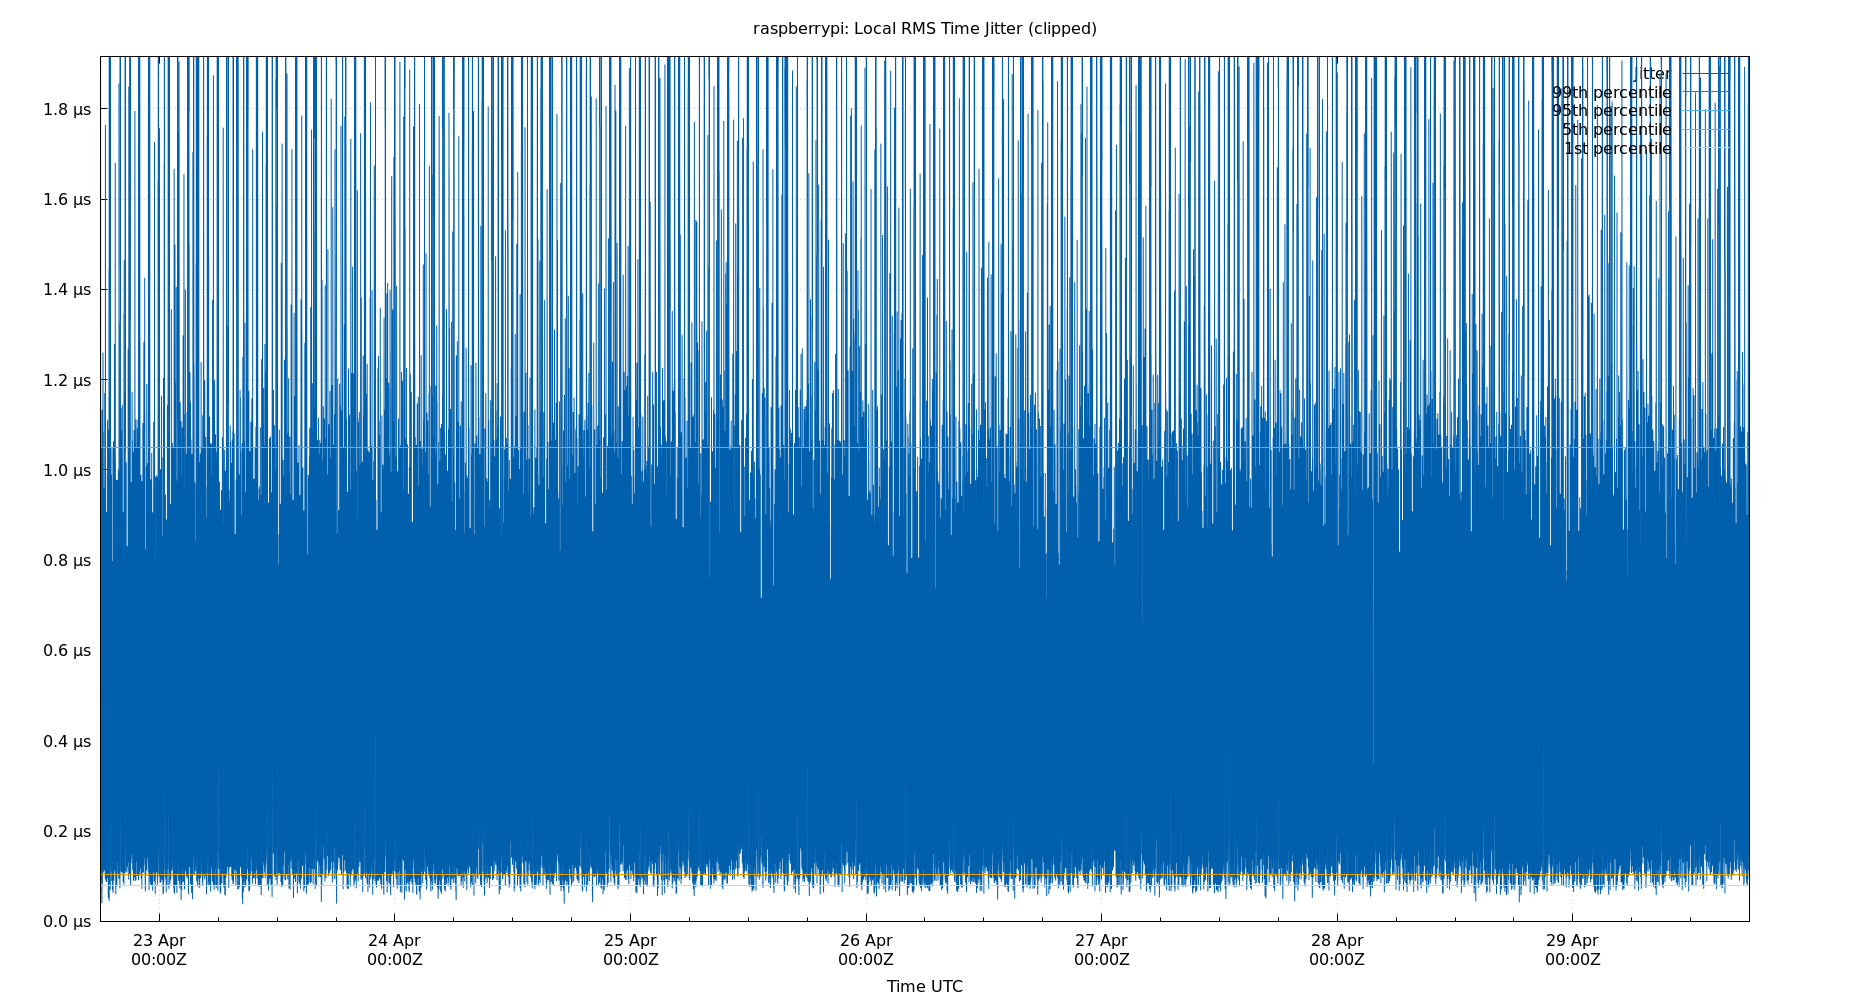 raspberrypi: Local RMS Time Jitter (clipped)
jitter
99th percentile
95th percentile
5th percentile
1st percentile
1.8 µs
1.6 µs
1.4 µs
1.2 µs
1.0 µs
0.8 µs
0.6 µs
0.4 µs
0.2 µs
0.0 µs
23 Apr 24 Apr 25 Apr 26 Apr 27 Apr 28 Apr 29 Apr
00:00Z 00:00Z 00:00Z 00:00Z 00:00Z 00:00Z 00:00Z
Time UTC